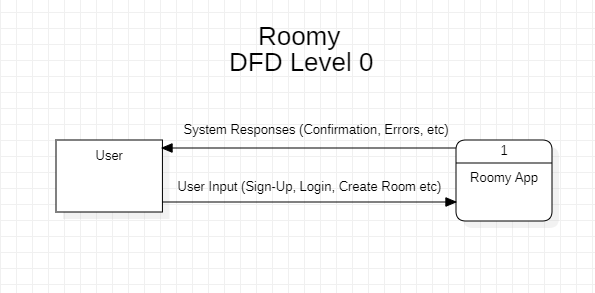 Roomy
DFD Level 0
System Responses (Confirmation, Errors, etc)
User
1
Roomy App
User Input (Sign-Up, Login, Create Room etc)